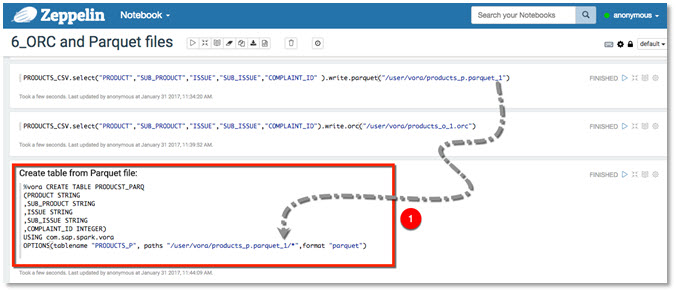 Zeppelin Notebook Search your Notebooks anonymous
6_ORC and Parquet files default
PRODUCTS_CSV.select("PRODUCT","SUB_PRODUCT","ISSUE","SUB_ISSUE","COMPLAINT_ID" ).write.parquet("/user/vora/products_p.parquet_1") FINISHED
Took a few seconds. Last updated by anonymous at January 31 2017, 11:34:20 AM.
PRODUCTS_CSV.select("PRODUCT","SUB_PRODUCT","ISSUE","SUB_ISSUE","COMPLAINT_ID").write.orc("/user/vora/products_o_1.orc") FINISHED
Took a few seconds. Last updated by anonymous at January 31 2017, 11:39:52 AM.
Create table from Parquet file: FINISHED
%vora CREATE TABLE PRODUCST_PARQ
(PRODUCT STRING
,SUB_PRODUCT STRING
,ISSUE STRING
,SUB_ISSUE STRING
,COMPLAINT_ID INTEGER)
USING com.sap.spark.vora
OPTIONS(tablename "PRODUCTS_P", paths "/user/vora/products_p.parquet_1/*",format "parquet")
1
Took a few seconds. Last updated by anonymous at January 31 2017, 11:44:09 AM.